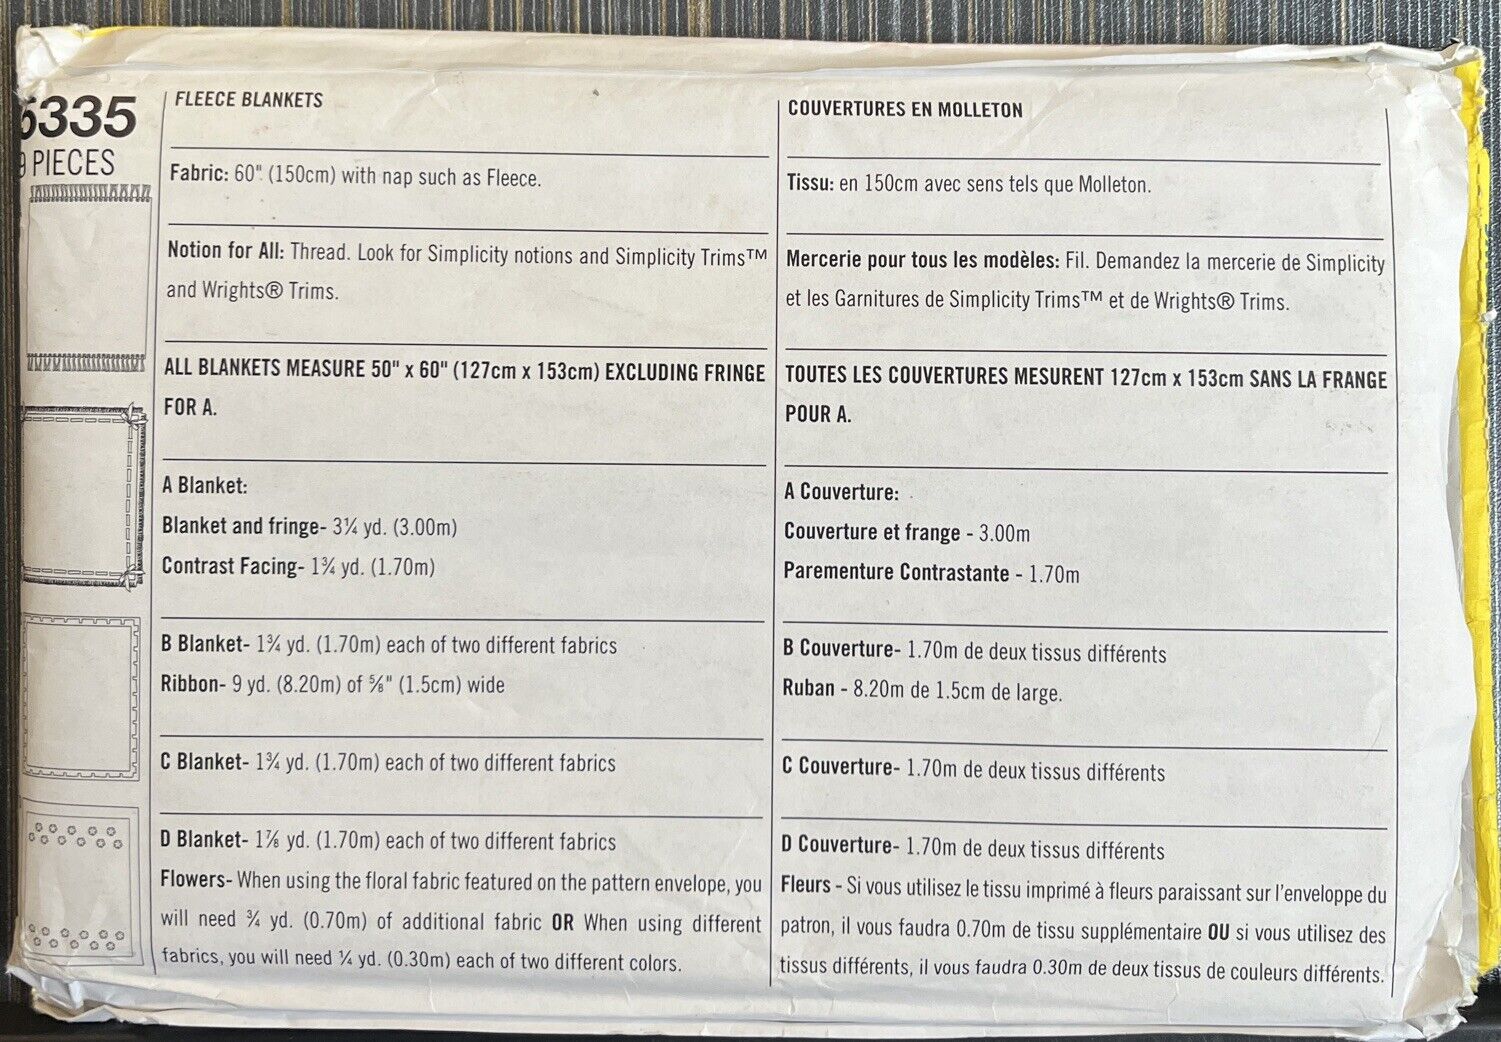 5335
9 PIECES
FLEECE BLANKETS
Fabric: 60" (150cm) with nap such as Fleece.
Notion for All: Thread. Look for Simplicity notions and Simplicity Trims™
and Wrights® Trims.
ALL BLANKETS MEASURE 50" x 60" (127cm x 153cm) EXCLUDING FRINGE
FOR A.
A Blanket:
Blanket and fringe- 3¼ yd. (3.00m)
Contrast Facing- 1¾ yd. (1.70m)
B Blanket- 1¾ yd. (1.70m) each of two different fabrics
Ribbon- 9 yd. (8.20m) of ⅝" (1.5cm) wide
C Blanket- 1¾ yd. (1.70m) each of two different fabrics
D Blanket- 1⅞ yd. (1.70m) each of two different fabrics
Flowers- When using the floral fabric featured on the pattern envelope, you
will need ¾ yd. (0.70m) of additional fabric OR When using different
fabrics, you will need ¼ yd. (0.30m) each of two different colors.
COUVERTURES EN MOLLETON
Tissu: en 150cm avec sens tels que Molleton.
Mercerie pour tous les modèles: Fil. Demandez la mercerie de Simplicity
et les Garnitures de Simplicity Trims™ et de Wrights® Trims.
TOUTES LES COUVERTURES MESURENT 127cm x 153cm SANS LA FRANGE
POUR A.
A Couverture:
Couverture et frange - 3.00m
Parementure Contrastante - 1.70m
B Couverture- 1.70m de deux tissus différents
Ruban - 8.20m de 1.5cm de large.
C Couverture- 1.70m de deux tissus différents
D Couverture- 1.70m de deux tissus différents
Fleurs - Si vous utilisez le tissu imprimé à fleurs paraissant sur l'enveloppe du
patron, il vous faudra 0.70m de tissu supplémentaire OU si vous utilisez des
tissus différents, il vous faudra 0.30m de deux tissus de couleurs différents.